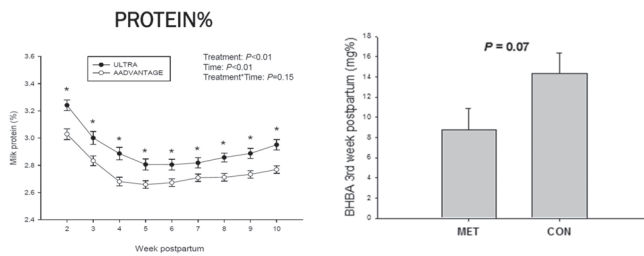 PROTEIN%
3.6
3.2
3.0
2.8
2.6
2.4
Milk protein (%)
ULTRA
AADVANTAGE
Treatment: P<0.01
Time: P<0.01
Treatment*Time: P=0.15
* * * * * * * * *
2 3 4 5 6 7 8 9 10
Week postpartum
18
16
14
12
10
8
6
4
2
0
BHBA 3rd week postpartum (mg%)
P = 0.07
MET CON